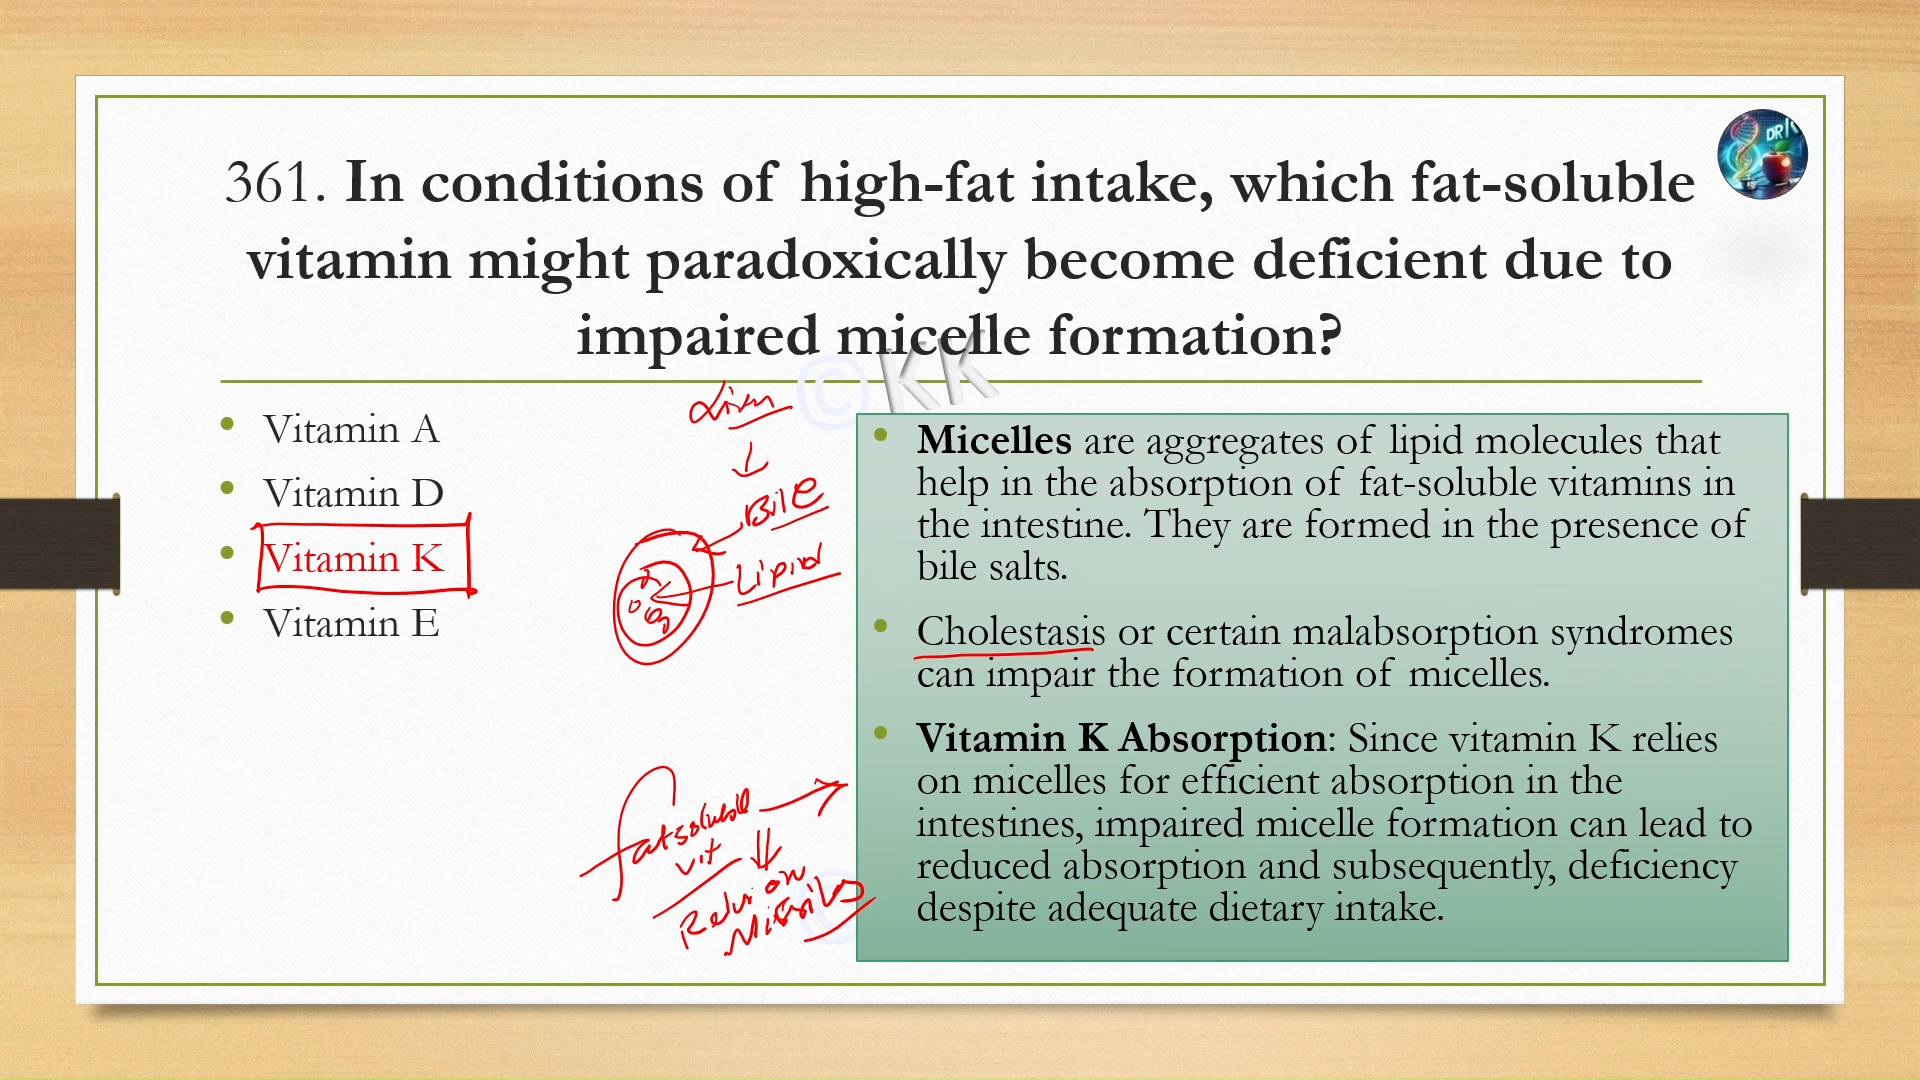 361. In conditions of high-fat intake, which fat-soluble
vitamin might paradoxically become deficient due to
impaired micelle formation?
DR K
©KK
• Vitamin A
• Vitamin D
• Vitamin K
• Vitamin E
Liver
Bile
Lipid
fatsoluble
vit
on
• Micelles are aggregates of lipid molecules that
help in the absorption of fat-soluble vitamins in
the intestine. They are formed in the presence of
bile salts.
• Cholestasis or certain malabsorption syndromes
can impair the formation of micelles.
• Vitamin K Absorption: Since vitamin K relies
on micelles for efficient absorption in the
intestines, impaired micelle formation can lead to
reduced absorption and subsequently, deficiency
despite adequate dietary intake.